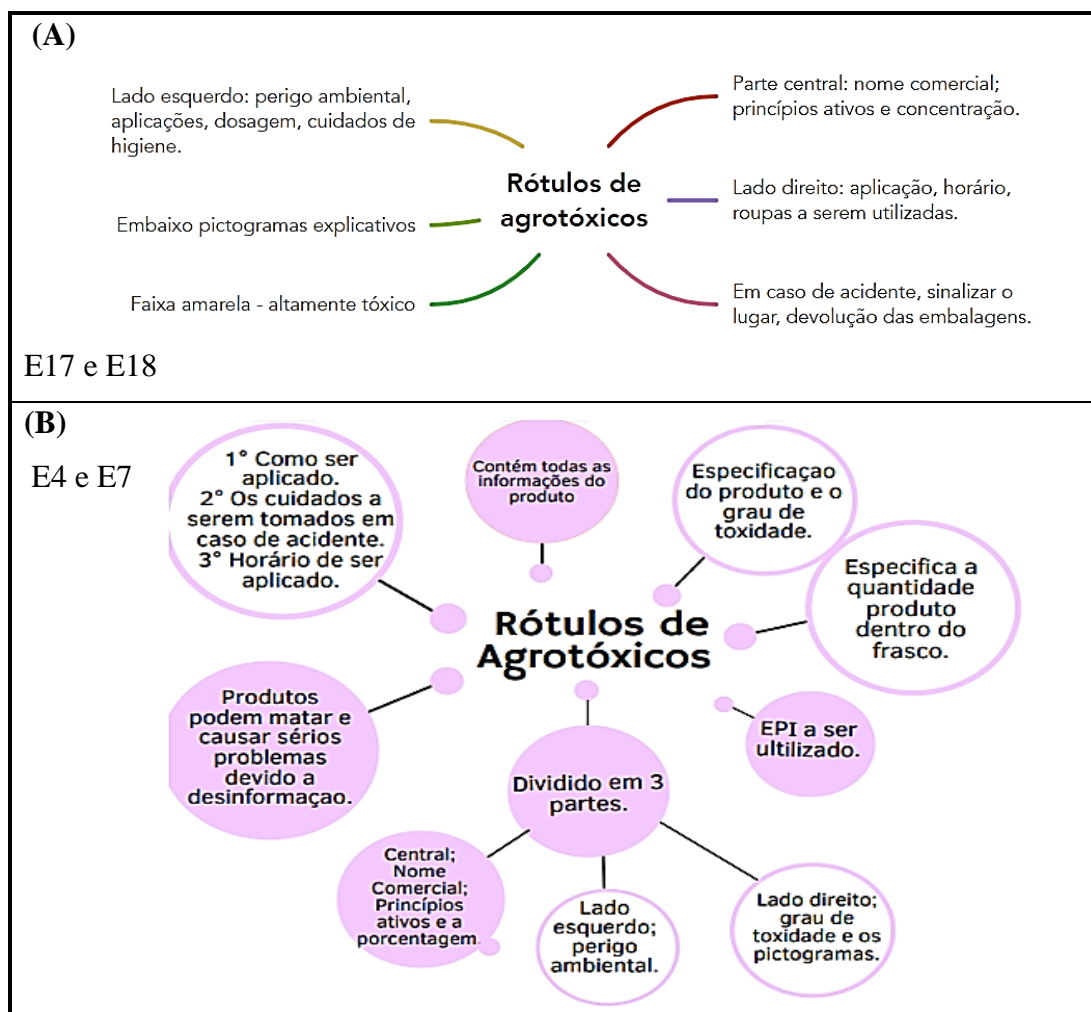 (A)
Lado esquerdo: perigo ambiental,
aplicações, dosagem, cuidados de
higiene.
Embaixo pictogramas explicativos
Faixa amarela - altamente tóxico
Rótulos de
agrotóxicos
Parte central: nome comercial;
princípios ativos e concentração.
Lado direito: aplicação, horário,
roupas a serem utilizadas.
Em caso de acidente, sinalizar o
lugar, devolução das embalagens.
E17 e E18
(B)
E4 e E7
1° Como ser
aplicado.
2° Os cuidados a
serem tomados em
caso de acidente.
3° Horário de ser
aplicado.
Contém todas as
informações do
produto
Especificaçao
do produto e o
grau de
toxidade.
Especifica a
quantidade
produto
dentro do
frasco.
Rótulos de
Agrotóxicos
Produtos
podem matar e
causar sérios
problemas
devido a
desinformaçao.
EPI a ser
ultilizado.
Dividido em 3
partes.
Central;
Nome
Comercial;
Princípios
ativos e a
porcentagem.
Lado
esquerdo;
perigo
ambiental.
Lado direito;
grau de
toxidade e os
pictogramas.